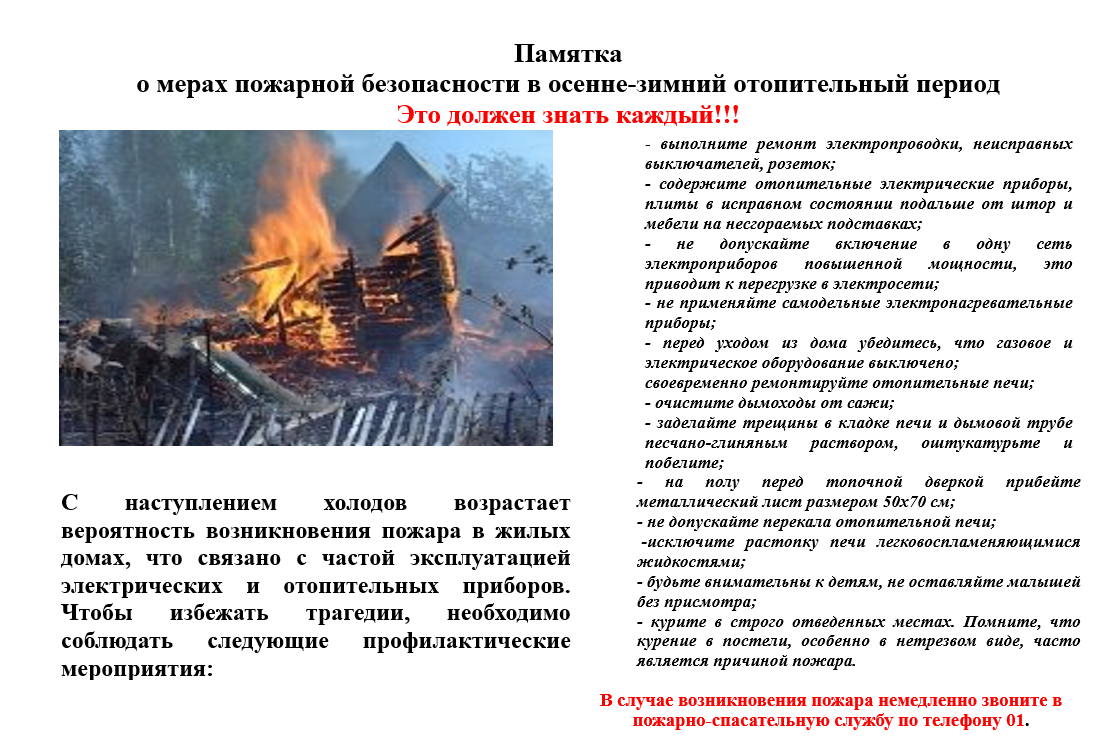 Памятка
о мерах пожарной безопасности в осенне-зимний отопительный период
Это должен знать каждый!!!
С наступлением холодов возрастает
вероятность возникновения пожара в жилых
домах, что связано с частой эксплуатацией
электрических и отопительных приборов.
Чтобы избежать трагедии, необходимо
соблюдать следующие профилактические
мероприятия:
- выполните ремонт электропроводки, неисправных
выключателей, розеток;
- содержите отопительные электрические приборы,
плиты в исправном состоянии подальше от штор и
мебели на несгораемых подставках;
- не допускайте включение в одну сеть
электроприборов повышенной мощности, это
приводит к перегрузке в электросети;
- не применяйте самодельные электронагревательные
приборы;
- перед уходом из дома убедитесь, что газовое и
электрическое оборудование выключено;
своевременно ремонтируйте отопительные печи;
- очистите дымоходы от сажи;
- заделайте трещины в кладке печи и дымовой трубе
песчано-глиняным раствором, оштукатурьте и
побелите;
- на полу перед топочной дверкой прибейте
металлический лист размером 50х70 см;
- не допускайте перекала отопительной печи;
-исключите растопку печи легковоспламеняющимися
жидкостями;
- будьте внимательны к детям, не оставляйте малышей
без присмотра;
- курите в строго отведенных местах. Помните, что
курение в постели, особенно в нетрезвом виде, часто
является причиной пожара.
В случае возникновения пожара немедленно звоните в
пожарно-спасательную службу по телефону 01.